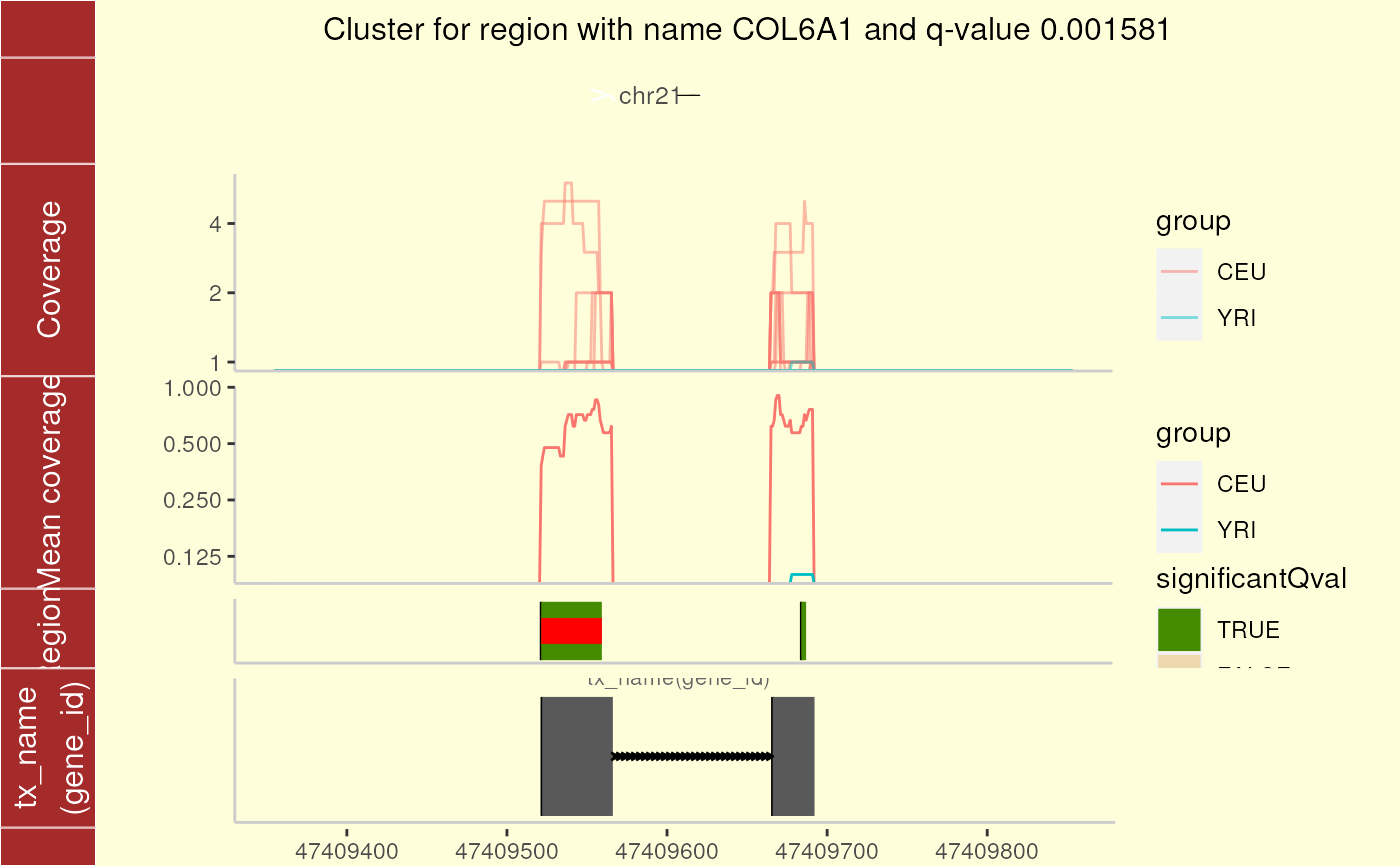 Cluster for region with name COL6A1 and q-value 0.001581
chr21
Coverage
4
2
1
group
CEU
YRI
Mean coverage
1.000
0.500
0.250
0.125
group
CEU
YRI
significantQval
TRUE
tx_name(gene_id)
tx_name
(gene_id)
47409400
47409500
47409600
47409700
47409800